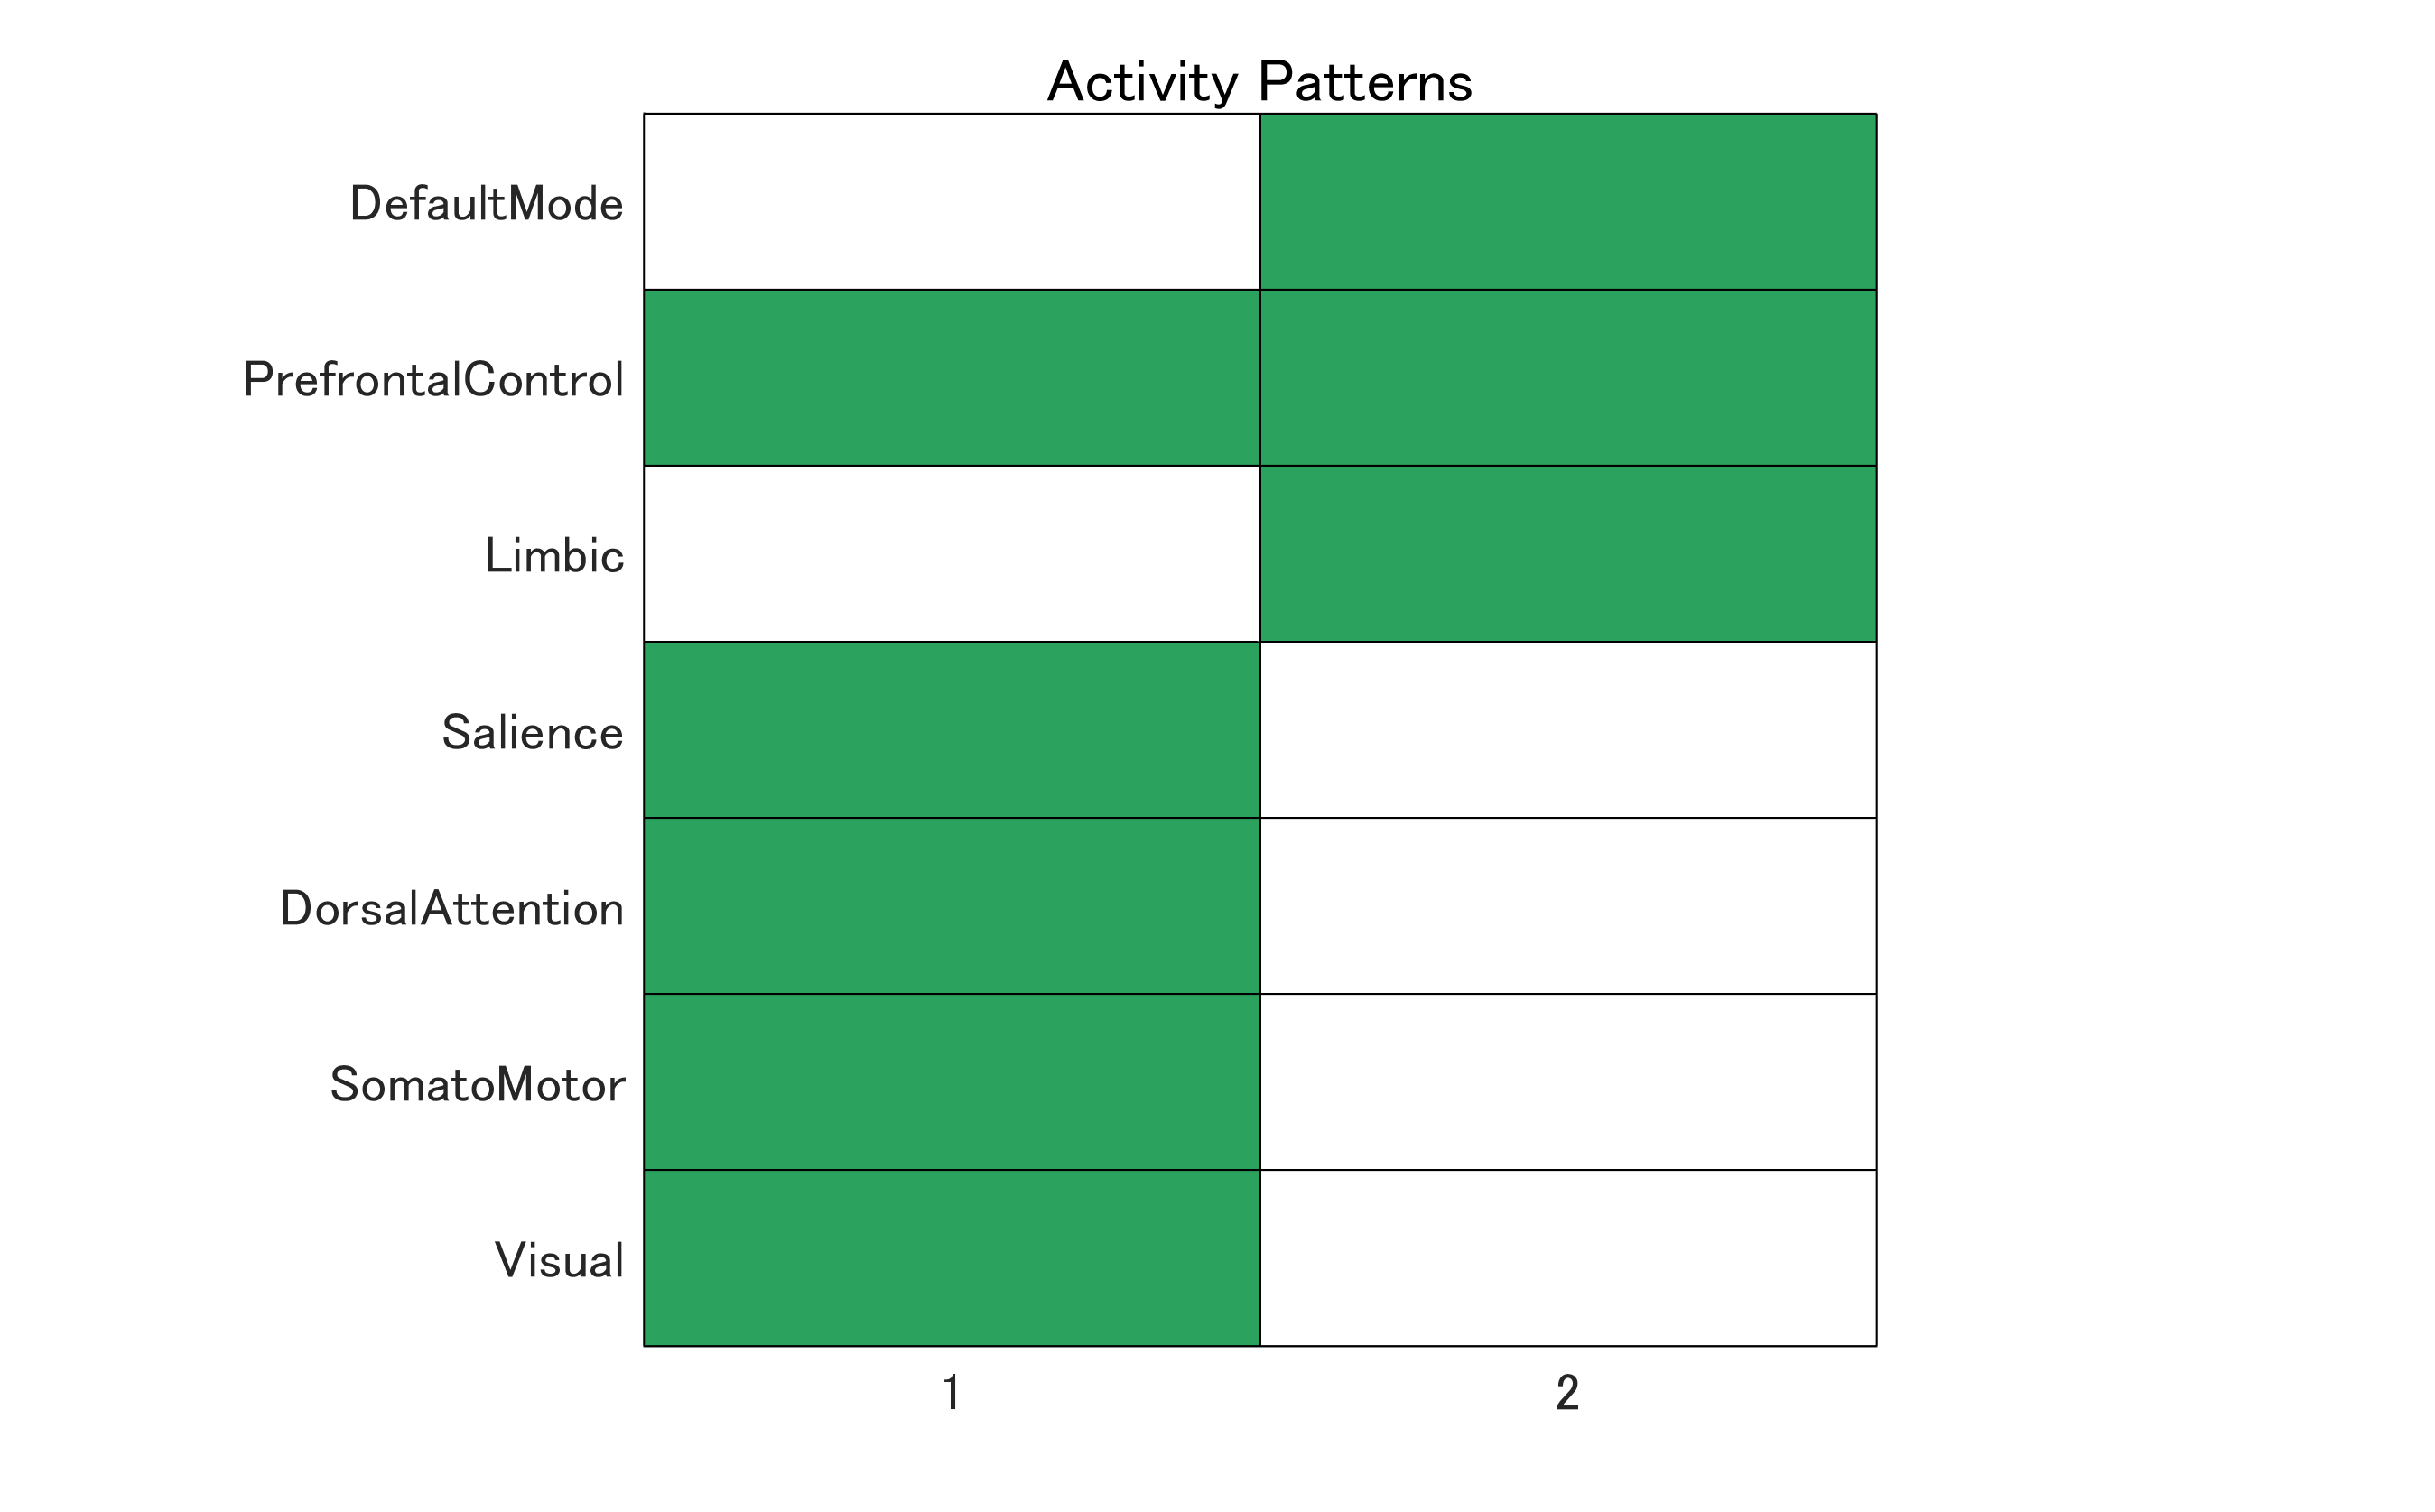 Activity Patterns
DefaultMode
PrefrontalControl
Limbic
Salience
DorsalAttention
SomatoMotor
Visual
1 2